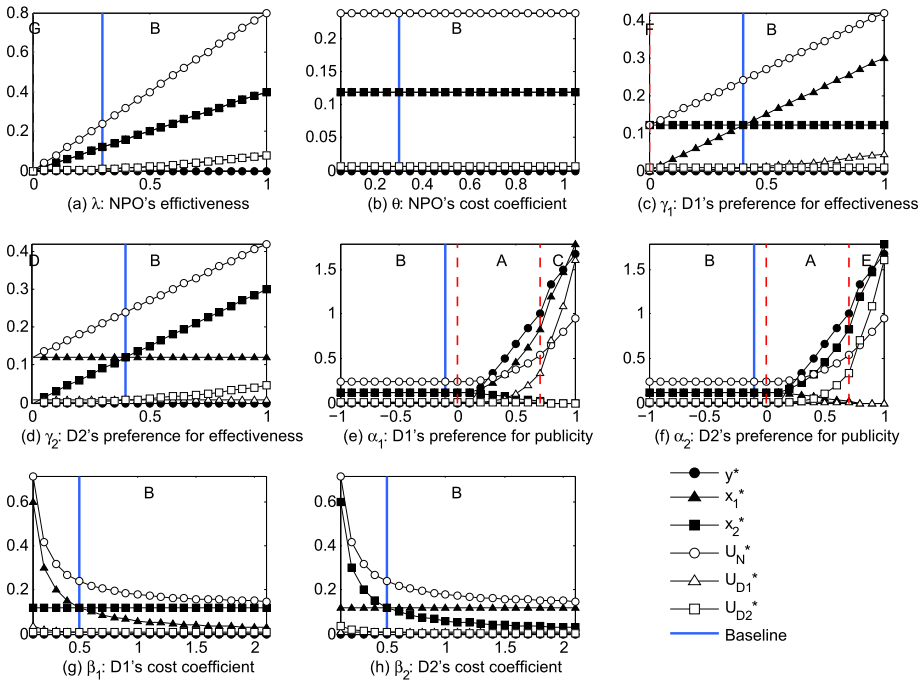 0.8
0.6
0.4
0.2
0
G
B
0
0.5
1
(a) λ: NPO's effictiveness
0.2
0.15
0.1
0.05
0
B
0.2
0.4
0.6
0.8
1
(b) θ: NPO's cost coefficient
0.4
0.3
0.2
0.1
0
F
B
0
0.5
1
(c) γ1: D1's preference for effectiveness
0.4
0.3
0.2
0.1
0
D
B
0
0.5
1
(d) γ2: D2's preference for effectiveness
1.5
1
0.5
0
B
A
C
−1
−0.5
0
0.5
1
(e) α1: D1's preference for publicity
1.5
1
0.5
0
B
A
E
−1
−0.5
0
0.5
1
(f) α2: D2's preference for publicity
0.6
0.4
0.2
0
B
0.5
1
1.5
2
(g) β1: D1's cost coefficient
0.6
0.4
0.2
0
B
0.5
1
1.5
2
(h) β2: D2's cost coefficient
y*
x1*
x2*
UN*
UD1*
UD2*
Baseline